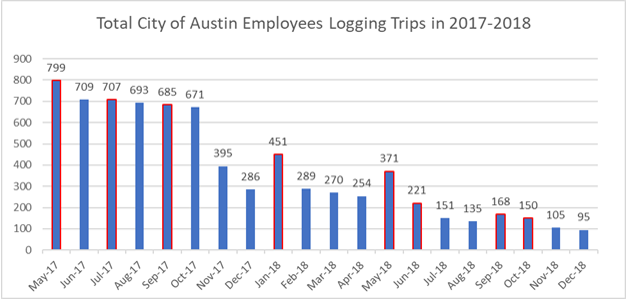 Total City of Austin Employees Logging Trips in 2017-2018
900
800
700
600
500
400
300
200
100
0
799
709
707
693
685
671
395
286
451
289
270
254
371
221
151
135
168
150
105
95
May-17
Jun-17
Jul-17
Aug-17
Sep-17
Oct-17
Nov-17
Dec-17
Jan-18
Feb-18
Mar-18
Apr-18
May-18
Jun-18
Jul-18
Aug-18
Sep-18
Oct-18
Nov-18
Dec-18